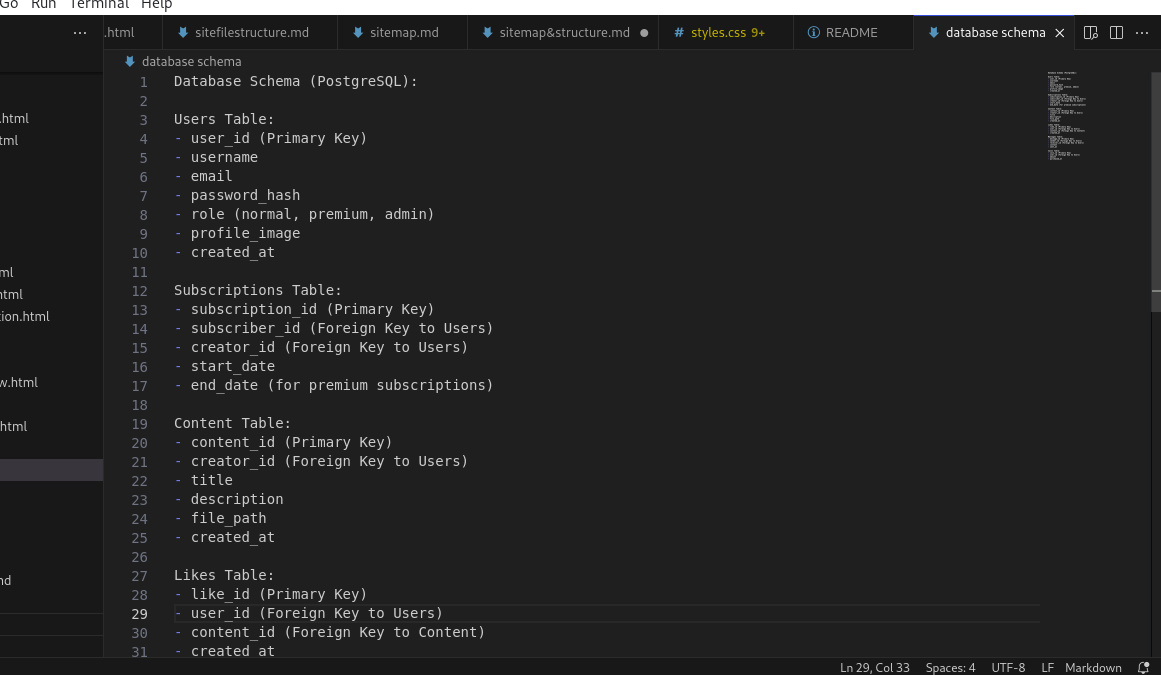 Go Run Terminal Help
.html sitefilestructure.md sitemap.md sitemap&structure.md # styles.css 9+ README database schema
database schema
.html
tml
ml
html
ion.html
w.html
html
nd
1 Database Schema (PostgreSQL):
2
3 Users Table:
4 - user_id (Primary Key)
5 - username
6 - email
7 - password_hash
8 - role (normal, premium, admin)
9 - profile_image
10 - created_at
11
12 Subscriptions Table:
13 - subscription_id (Primary Key)
14 - subscriber_id (Foreign Key to Users)
15 - creator_id (Foreign Key to Users)
16 - start_date
17 - end_date (for premium subscriptions)
18
19 Content Table:
20 - content_id (Primary Key)
21 - creator_id (Foreign Key to Users)
22 - title
23 - description
24 - file_path
25 - created_at
26
27 Likes Table:
28 - like_id (Primary Key)
29 - user_id (Foreign Key to Users)
30 - content_id (Foreign Key to Content)
31 - created_at
Ln 29, Col 33 Spaces: 4 UTF-8 LF Markdown